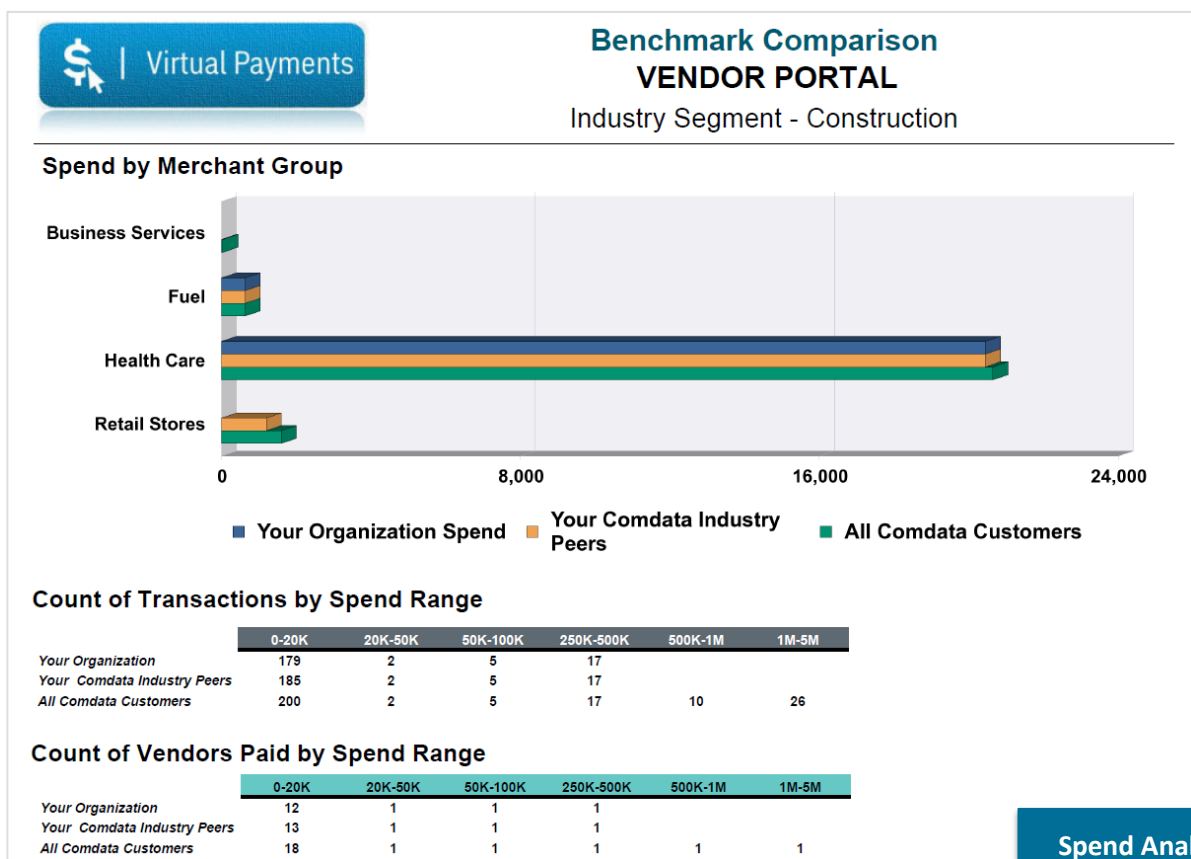 $ | Virtual Payments
Benchmark Comparison
VENDOR PORTAL
Industry Segment - Construction
Spend by Merchant Group
Business Services
Fuel
Health Care
Retail Stores
0 8,000 16,000 24,000
Your Organization Spend Your Comdata Industry Peers All Comdata Customers
Count of Transactions by Spend Range
0-20K 20K-50K 50K-100K 250K-500K 500K-1M 1M-5M
Your Organization 179 2 5 17
Your Comdata Industry Peers 185 2 5 17
All Comdata Customers 200 2 5 17 10 26
Count of Vendors Paid by Spend Range
0-20K 20K-50K 50K-100K 250K-500K 500K-1M 1M-5M
Your Organization 12 1 1 1
Your Comdata Industry Peers 13 1 1 1
All Comdata Customers 18 1 1 1 1 1
Spend